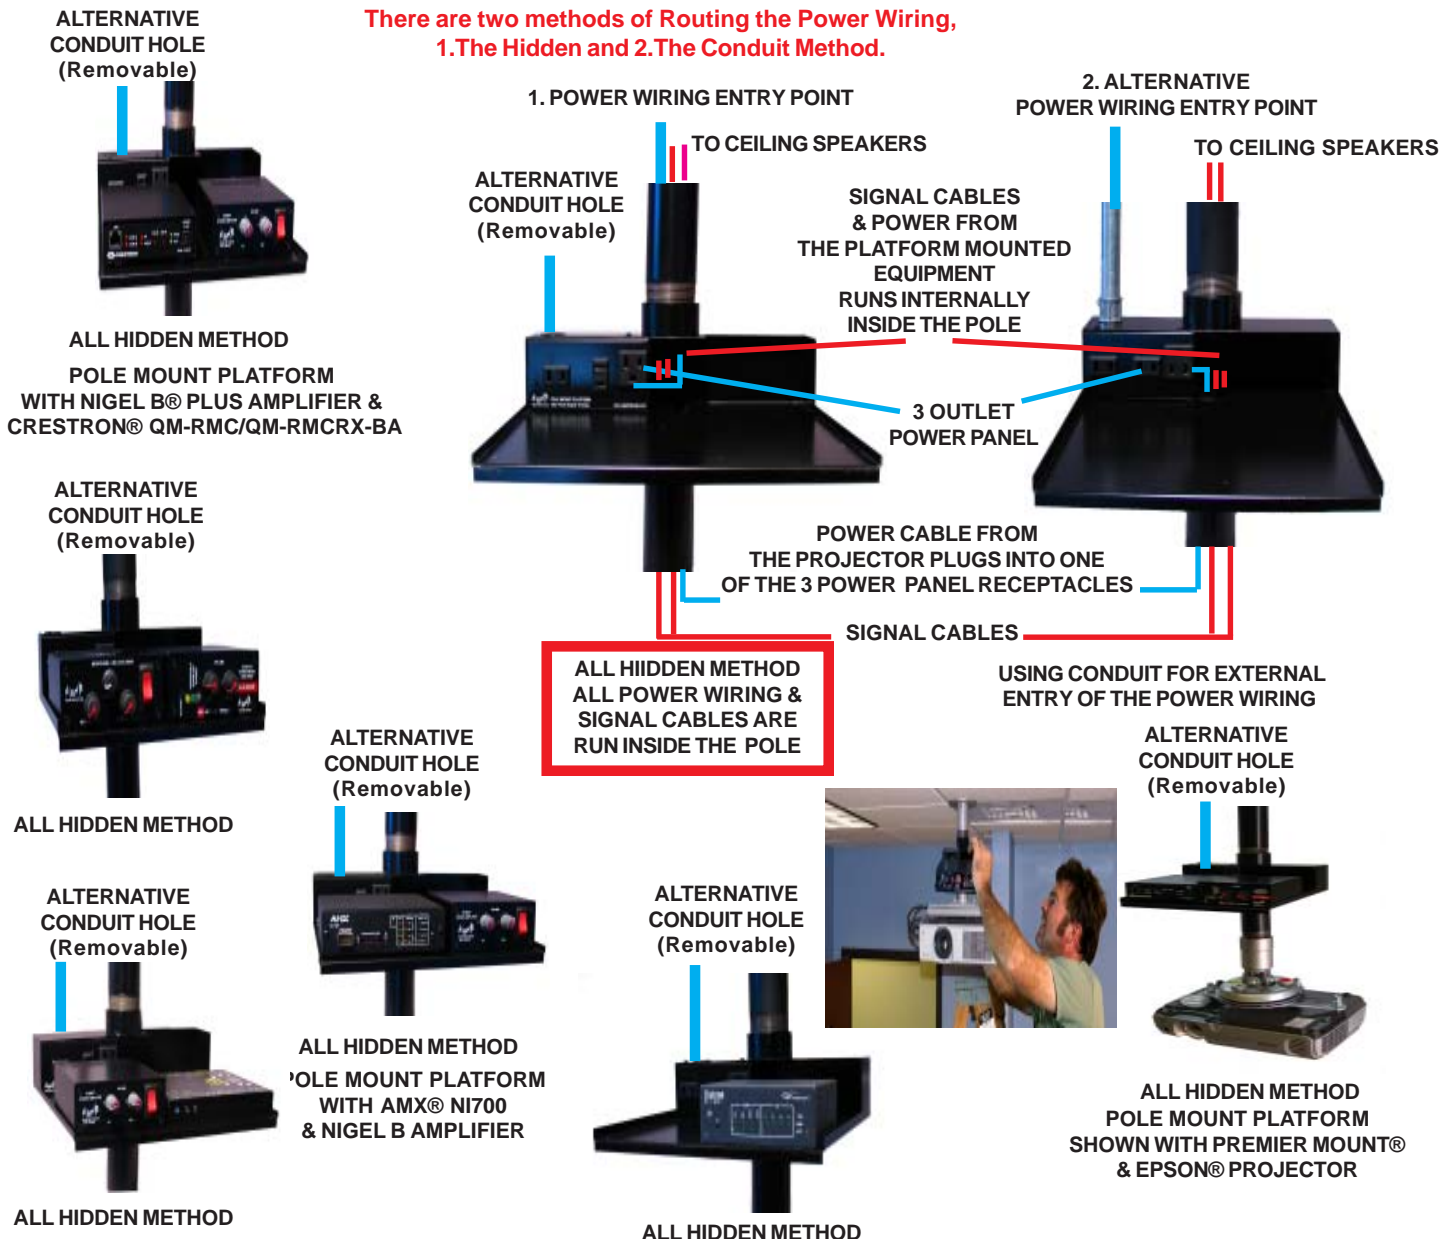 There are two methods of Routing the Power Wiring,
1.The Hidden and 2.The Conduit Method.
ALTERNATIVE
CONDUIT HOLE
(Removable)
ALL HIDDEN METHOD
POLE MOUNT PLATFORM
WITH NIGEL B® PLUS AMPLIFIER &
CRESTRON® QM-RMC/QM-RMCRX-BA
1. POWER WIRING ENTRY POINT
TO CEILING SPEAKERS
ALTERNATIVE
CONDUIT HOLE
(Removable)
SIGNAL CABLES
& POWER FROM
THE PLATFORM MOUNTED
EQUIPMENT
RUNS INTERNALLY
INSIDE THE POLE
2. ALTERNATIVE
POWER WIRING ENTRY POINT
TO CEILING SPEAKERS
3 OUTLET
POWER PANEL
POWER CABLE FROM
THE PROJECTOR PLUGS INTO ONE
OF THE 3 POWER PANEL RECEPTACLES
SIGNAL CABLES
ALL HIIDDEN METHOD
ALL POWER WIRING &
SIGNAL CABLES ARE
RUN INSIDE THE POLE
USING CONDUIT FOR EXTERNAL
ENTRY OF THE POWER WIRING
ALTERNATIVE
CONDUIT HOLE
(Removable)
ALL HIDDEN METHOD
ALTERNATIVE
CONDUIT HOLE
(Removable)
AMX
ALL HIDDEN METHOD
POLE MOUNT PLATFORM
WITH AMX® NI700
& NIGEL B AMPLIFIER
ALTERNATIVE
CONDUIT HOLE
(Removable)
ALL HIDDEN METHOD
ALTERNATIVE
CONDUIT HOLE
(Removable)
ALL HIDDEN METHOD
ALTERNATIVE
CONDUIT HOLE
(Removable)
ALL HIDDEN METHOD
POLE MOUNT PLATFORM
SHOWN WITH PREMIER MOUNT®
& EPSON® PROJECTOR